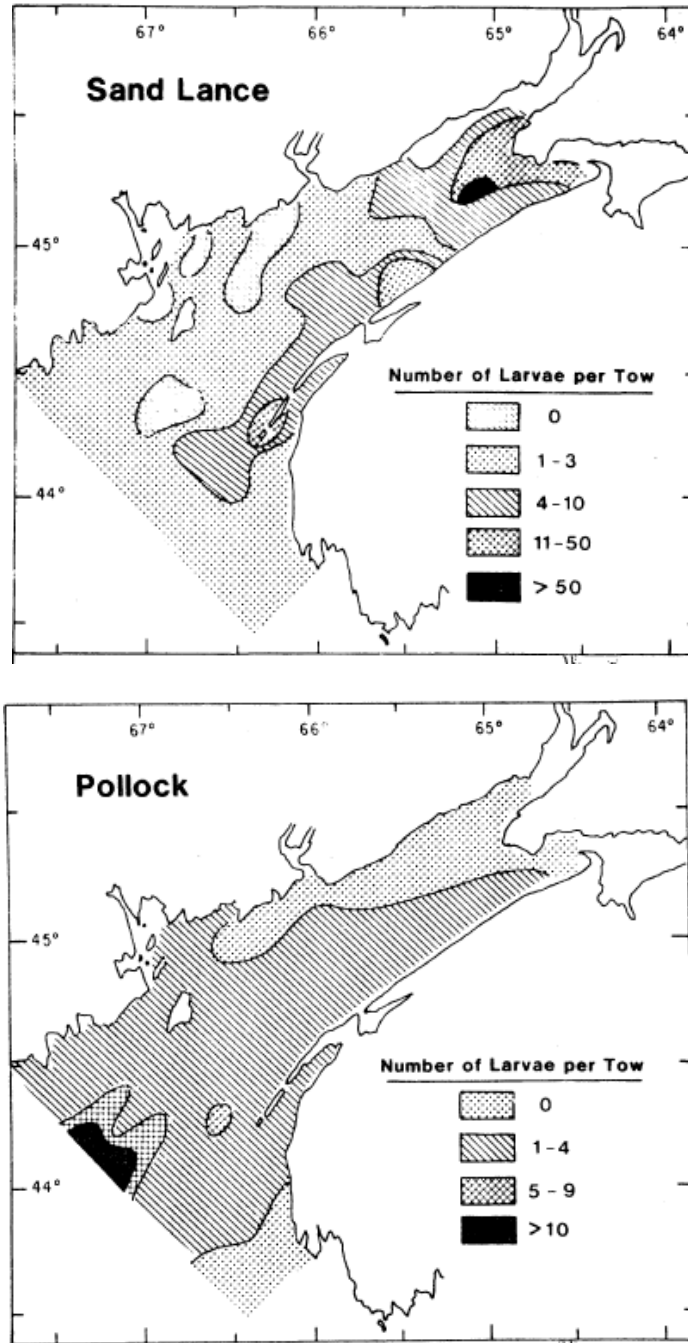 67° 66° 65° 64°
Sand Lance
45°
Number of Larvae per Tow
0
1-3
4-10
44°
11-50
> 50
67° 66° 65° 64°
Pollock
45°
Number of Larvae per Tow
0
1-4
44°
5-9
>10